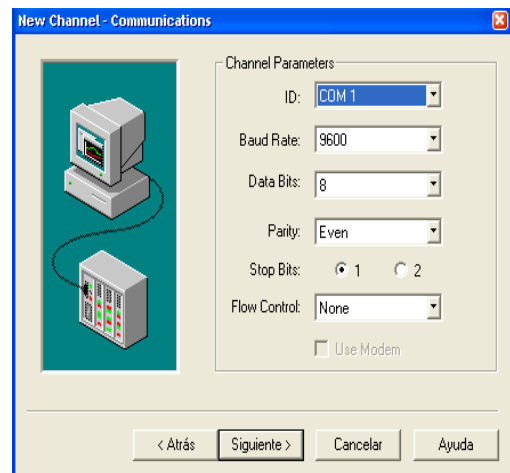 New Channel - Communications
Channel Parameters
ID: COM 1
Baud Rate: 9600
Data Bits: 8
Parity: Even
Stop Bits: 1 2
Flow Control: None
Use Modem
< Atrás Siguiente > Cancelar Ayuda